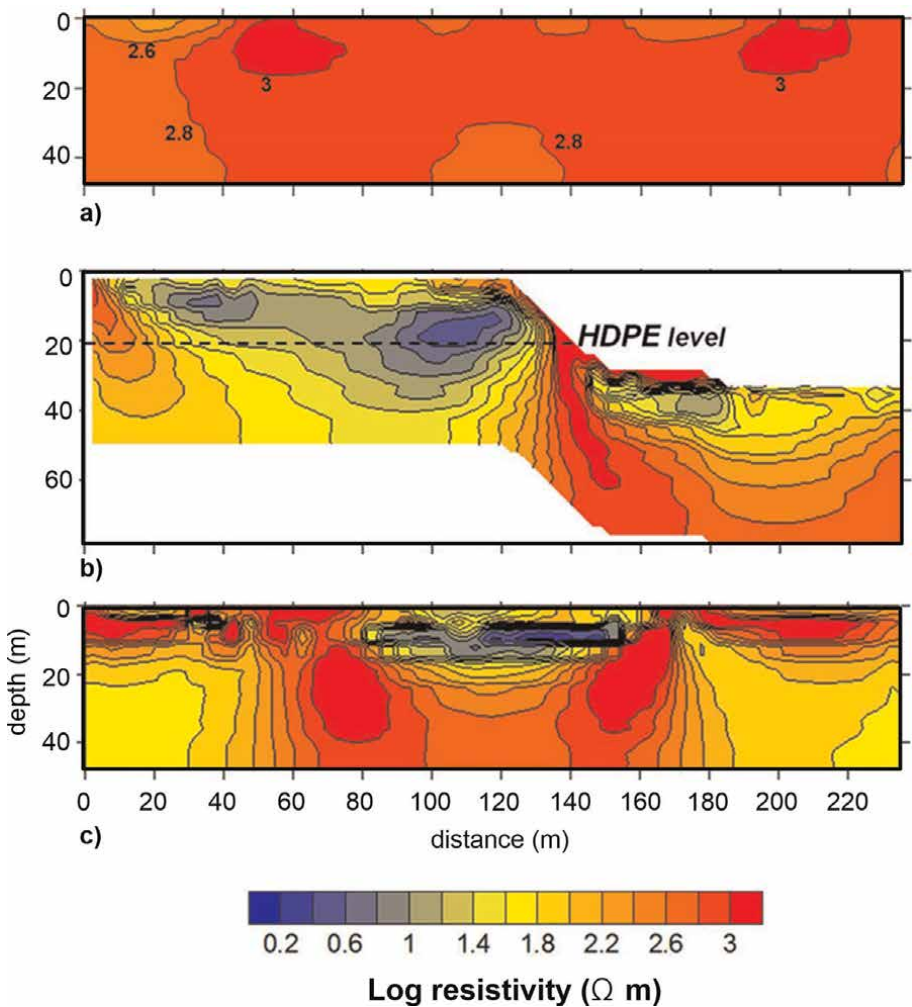 0
2.6
20
3
3
2.8
2.8
40
a)
0
20
HDPE level
40
60
b)
0
20
40
depth (m)
0 20 40 60 80 100 120 140 160 180 200 220
c)
distance (m)
0.2 0.6 1 1.4 1.8 2.2 2.6 3
Log resistivity (Ω m)